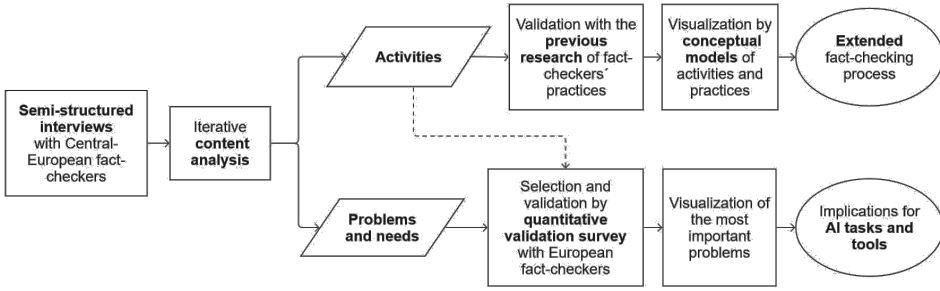 Semi-structured
interviews
with Central-
European fact-
checkers
Iterative
content
analysis
Activities
Validation with the
previous
research of fact-
checkers´
practices
Visualization by
conceptual
models of
activities and
practices
Extended
fact-checking
process
Problems
and needs
Selection and
validation by
quantitative
validation survey
with European
fact-checkers
Visualization of
the most
important
problems
Implications for
AI tasks and
tools